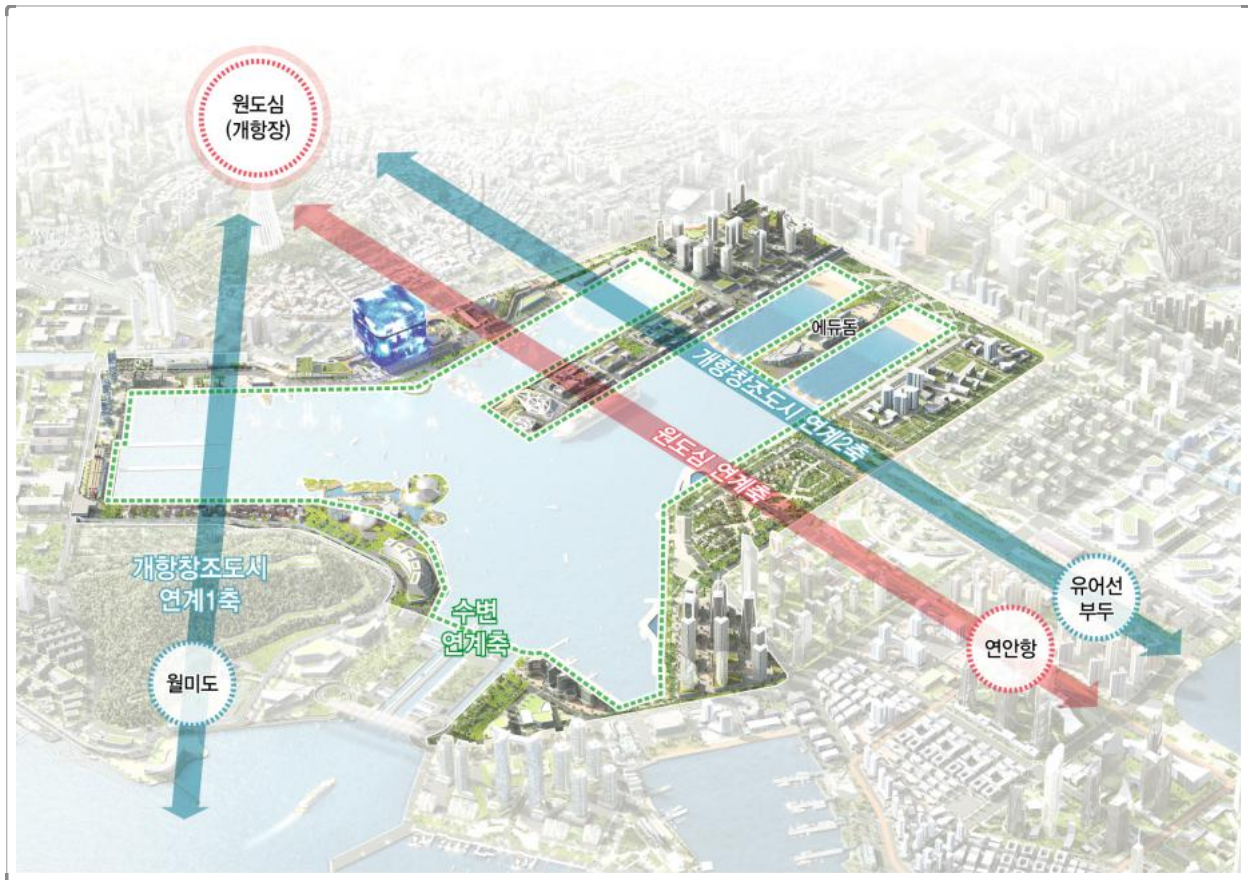 원도심
(개항장)
에듀돔
개항창조도시 연계2축
원도심 연계축
개항창조도시
연계1축
수변
연계축
유어선
부두
연안항
월미도